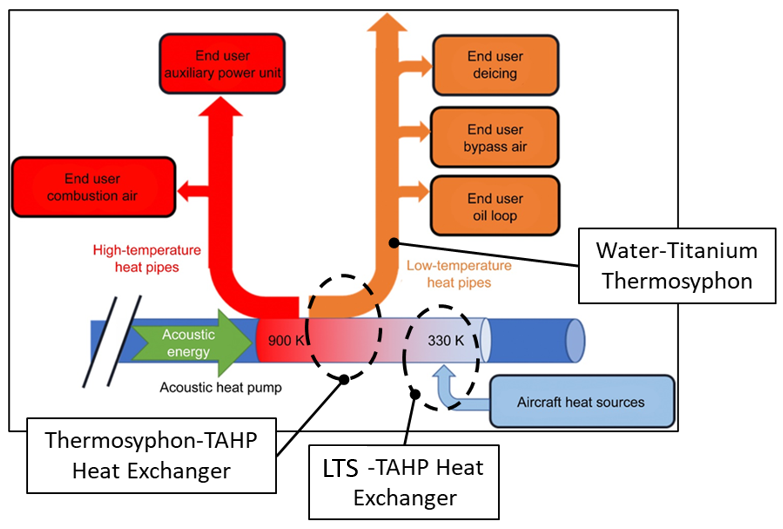 End user
auxiliary power unit
End user
deicing
End user
bypass air
End user
combustion air
End user
oil loop
High-temperature
heat pipes
Low-temperature
heat pipes
Water-Titanium
Thermosyphon
Acoustic
energy
900 K
330 K
Acoustic heat pump
Aircraft heat sources
Thermosyphon-TAHP
Heat Exchanger
LTS -TAHP Heat
Exchanger